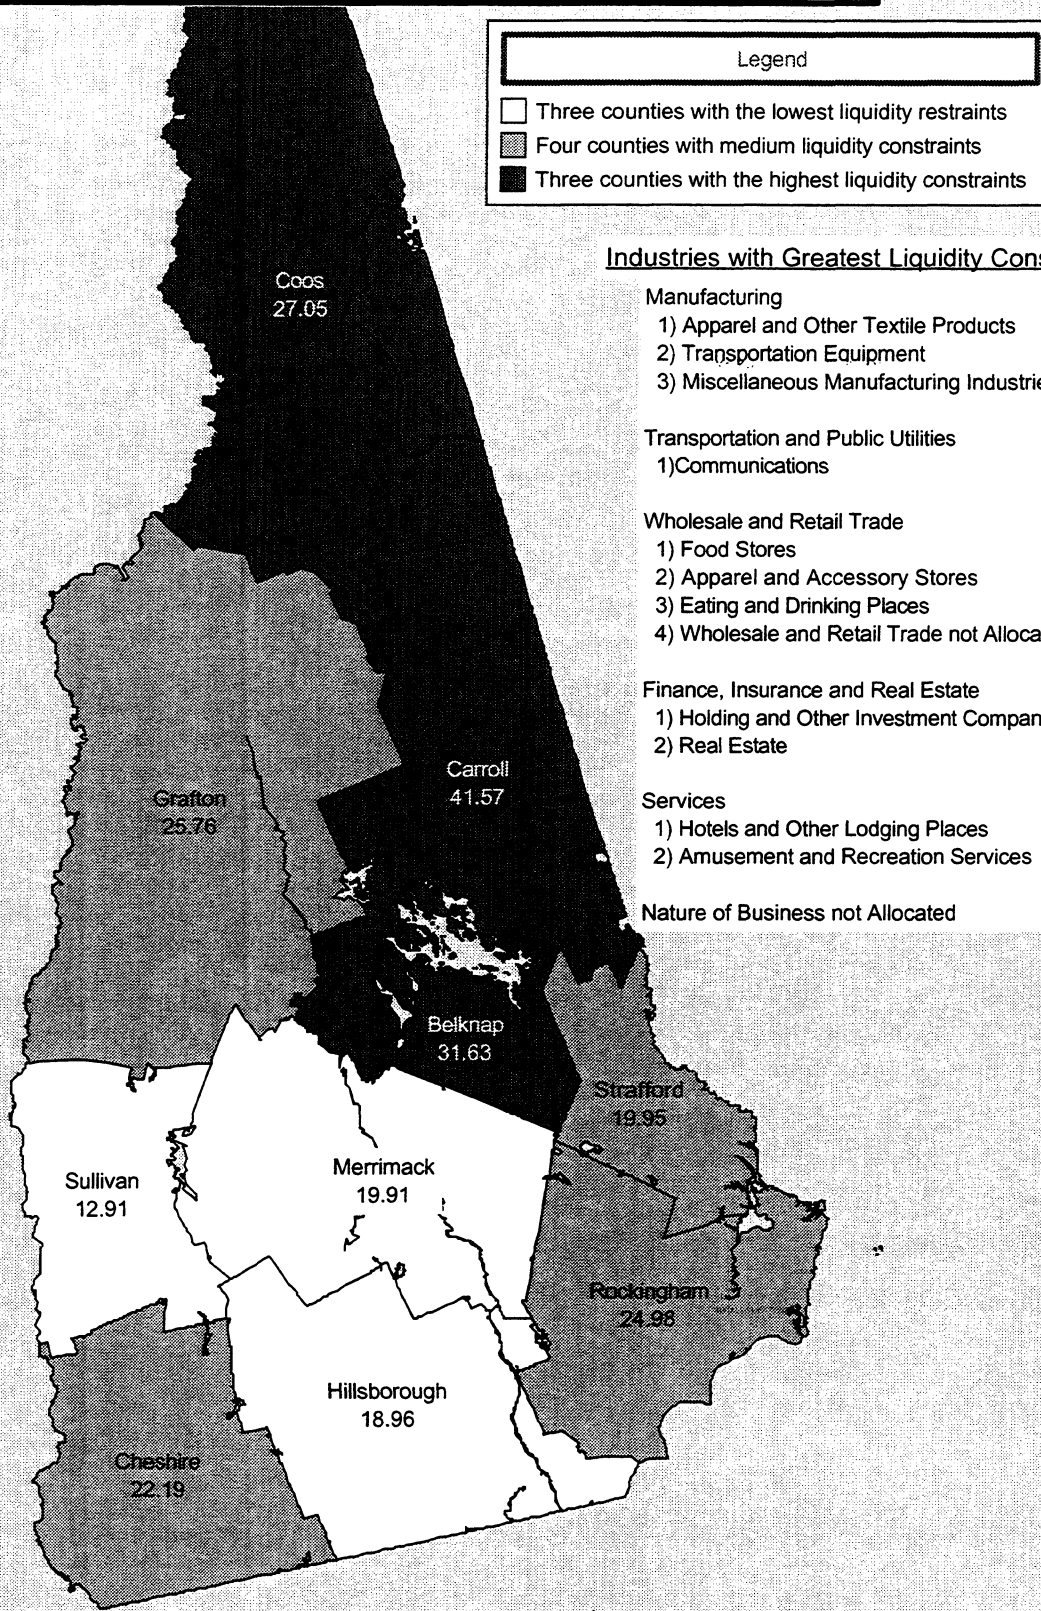 Legend
Three counties with the lowest liquidity restraints
Four counties with medium liquidity constraints
Three counties with the highest liquidity constraints
Industries with Greatest Liquidity Cons
Manufacturing
1) Apparel and Other Textile Products
2) Transportation Equipment
3) Miscellaneous Manufacturing Industrie
Transportation and Public Utilities
1)Communications
Wholesale and Retail Trade
1) Food Stores
2) Apparel and Accessory Stores
3) Eating and Drinking Places
4) Wholesale and Retail Trade not Alloca
Finance, Insurance and Real Estate
1) Holding and Other Investment Compan
2) Real Estate
Services
1) Hotels and Other Lodging Places
2) Amusement and Recreation Services
Nature of Business not Allocated
Coos
27.05
Carroll
41.57
Grafton
25.76
Belknap
31.63
Strafford
19.95
Sullivan
12.91
Merrimack
19.91
Rockingham
24.98
Hillsborough
18.96
Cheshire
22.19